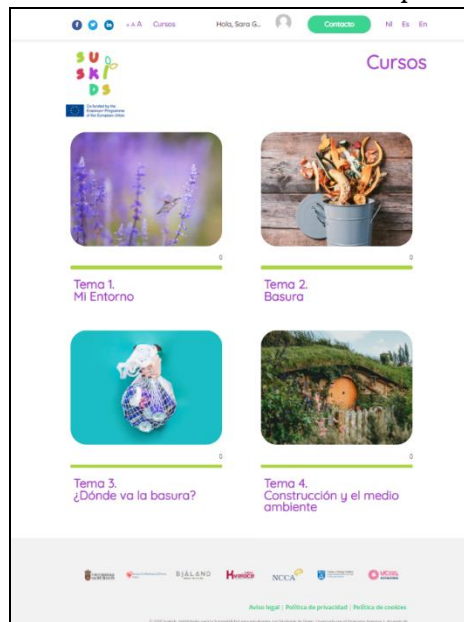 A A A Cursos Hola, Sara G.. Contacto Nl Es En
SU
SKI
DS
Cursos
Co-funded by the
Erasmus+ Programme
of the European Union
0
0
Tema 1.
Mi Entorno
Tema 2.
Basura
0
0
Tema 3.
¿Dónde va la basura?
Tema 4.
Construcción y el medio
ambiente
BJÄLAND
NCCA
Aviso legal | Política de privacidad | Política de cookies